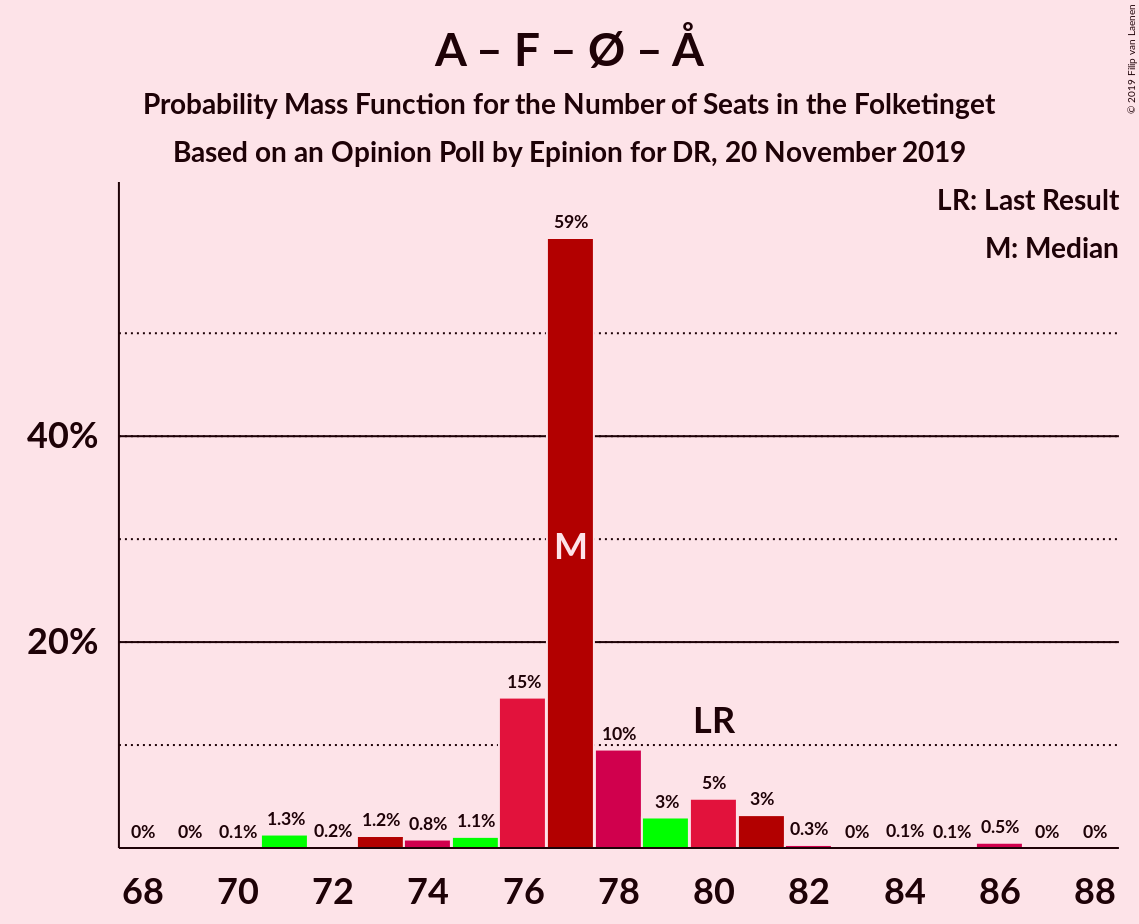 A – F – Ø – Å
Probability Mass Function for the Number of Seats in the Folketinget
Based on an Opinion Poll by Epinion for DR, 20 November 2019
© 2019 Filip van Laenen
LR: Last Result
M: Median
59%
40%
M
20%
15%
LR
10%
5%
3%
3%
0% 0% 0.1% 1.3% 0.2% 1.2% 0.8% 1.1% 0.3% 0% 0.1% 0.1% 0.5% 0% 0%
68 70 72 74 76 78 80 82 84 86 88